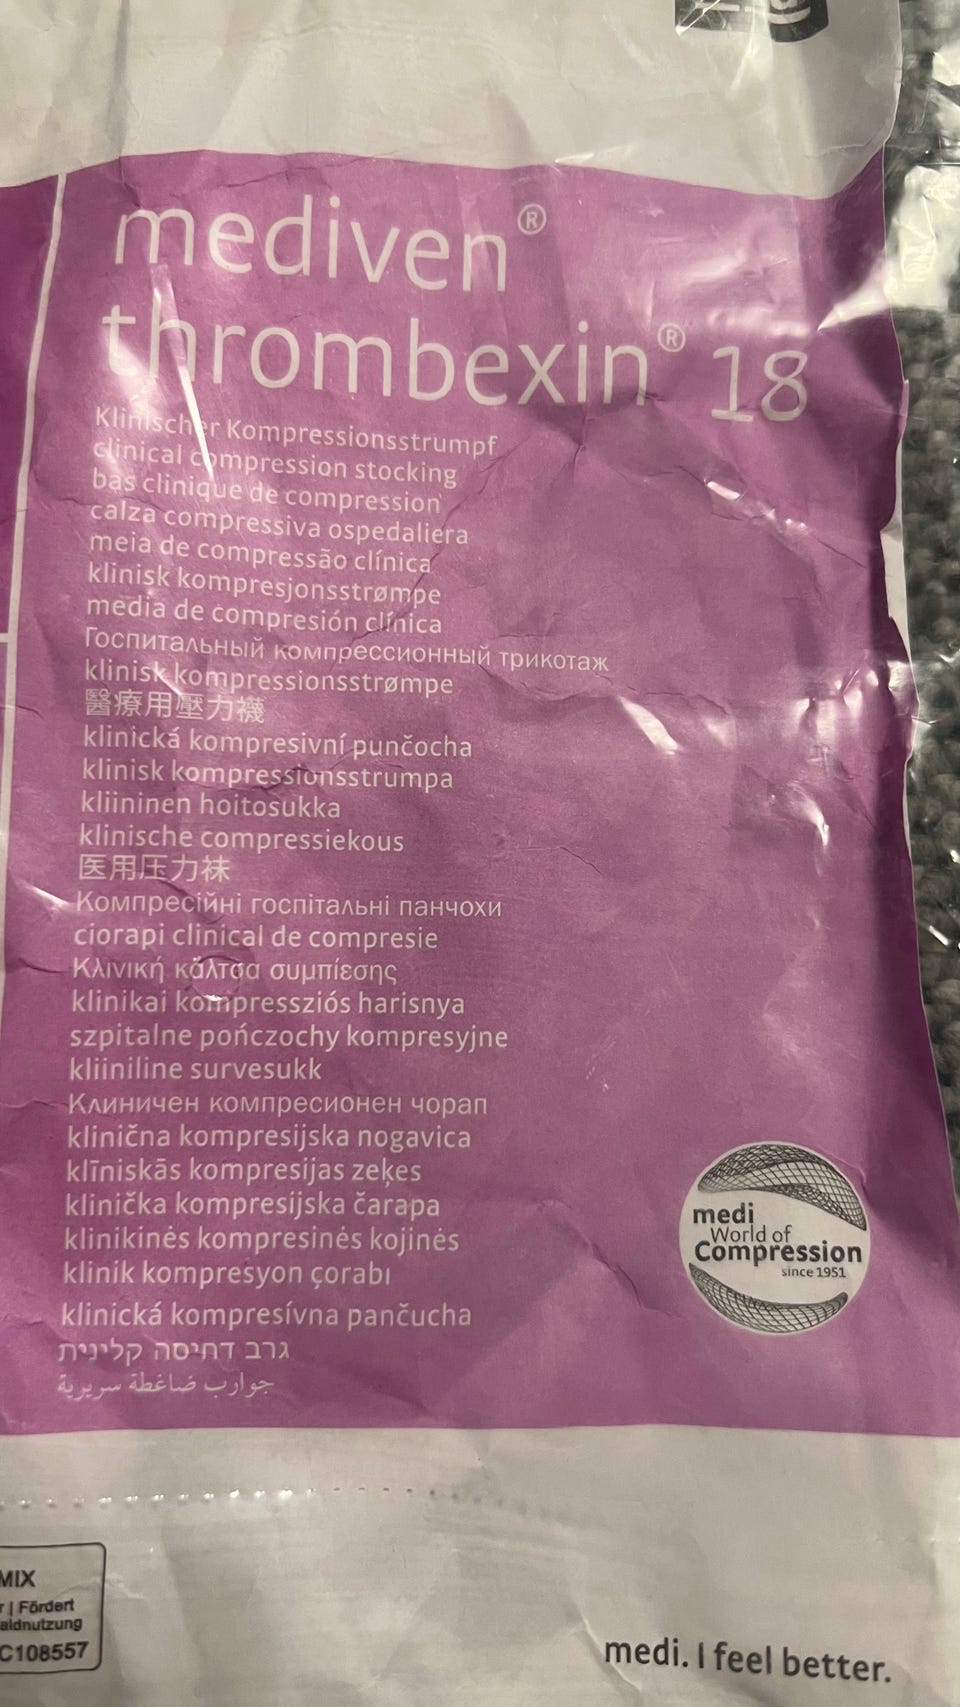 mediven®
thrombexin® 18
Klinischer Kompressionsstrumpf
clinical compression stocking
bas clinique de compression
calza compressiva ospedaliera
meia de compressão clínica
klinisk kompresjonsstrømpe
media de compresión clínica
Госпитальный компрессионный трикотаж
klinisk kompressionsstrømpe
醫療用壓力襪
klinická kompresivní punčocha
klinisk kompressionsstrumpa
kliininen hoitosukka
klinische compressiekous
医用压力袜
Компресійні госпітальні панчохи
ciorapi clinical de compresie
Κλινική κάλτσα συμπίεσης
klinikai kompressziós harisnya
szpitalne pończochy kompresyjne
kliiniline survesukk
Клиничен компресионен чорап
klinična kompresijska nogavica
klīniskās kompresijas zeķes
klinička kompresijska čarapa
klinikinės kompresinės kojinės
klinik kompresyon çorabı
klinická kompresívna pančucha
גרב דחיסה קלינית
جوارب ضاغطة سريرية
medi
World of
Compression
since 1951
MIX
r | Fördert
aldnutzung
C108557
medi. I feel better.